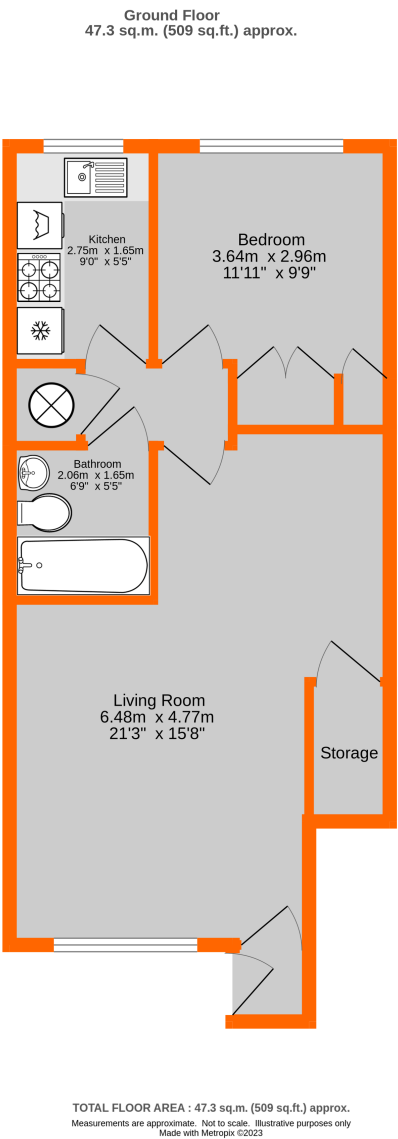 Ground Floor
47.3 sq.m. (509 sq.ft.) approx.
Kitchen
2.75m x 1.65m
9'0" x 5'5"
Bedroom
3.64m x 2.96m
11'11" x 9'9"
Bathroom
2.06m x 1.65m
6'9" x 5'5"
Living Room
6.48m x 4.77m
21'3" x 15'8"
Storage
TOTAL FLOOR AREA : 47.3 sq.m. (509 sq.ft.) approx.
Measurements are approximate. Not to scale. Illustrative purposes only
Made with Metropix ©2023